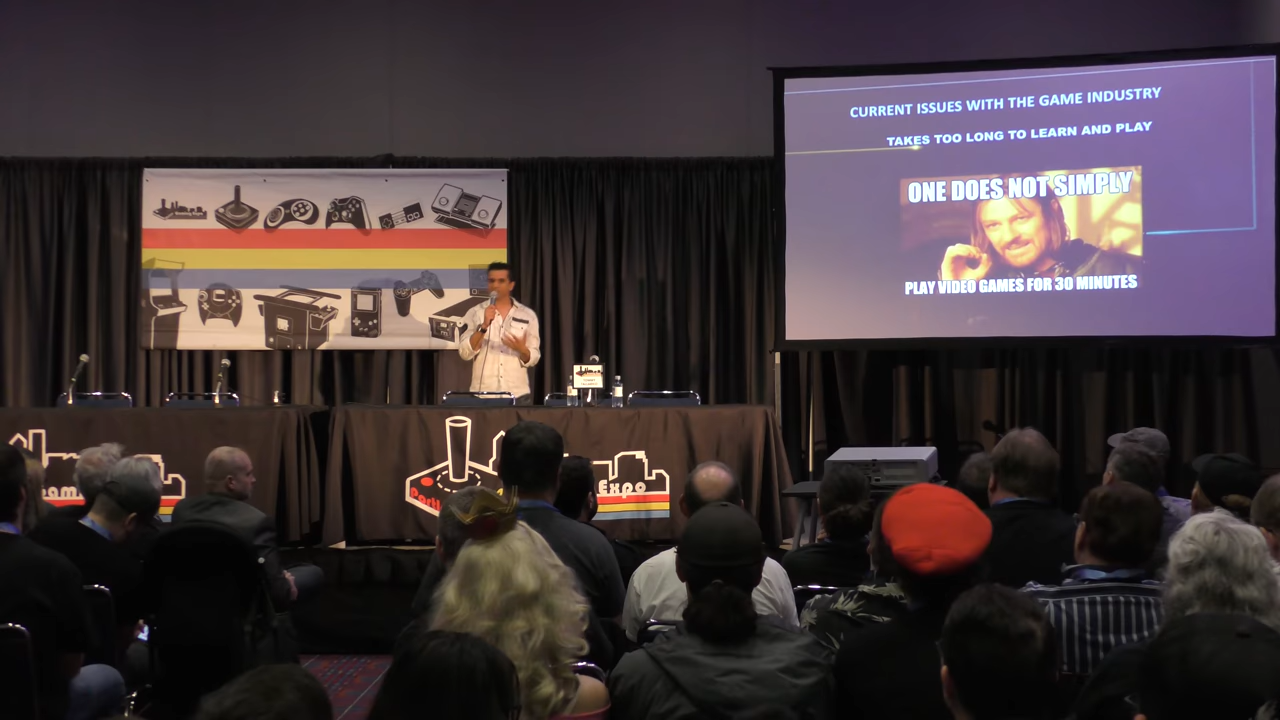 CURRENT ISSUES WITH THE GAME INDUSTRY
TAKES TOO LONG TO LEARN AND PLAY
ONE DOES NOT SIMPLY
PLAY VIDEO GAMES FOR 30 MINUTES
Expo